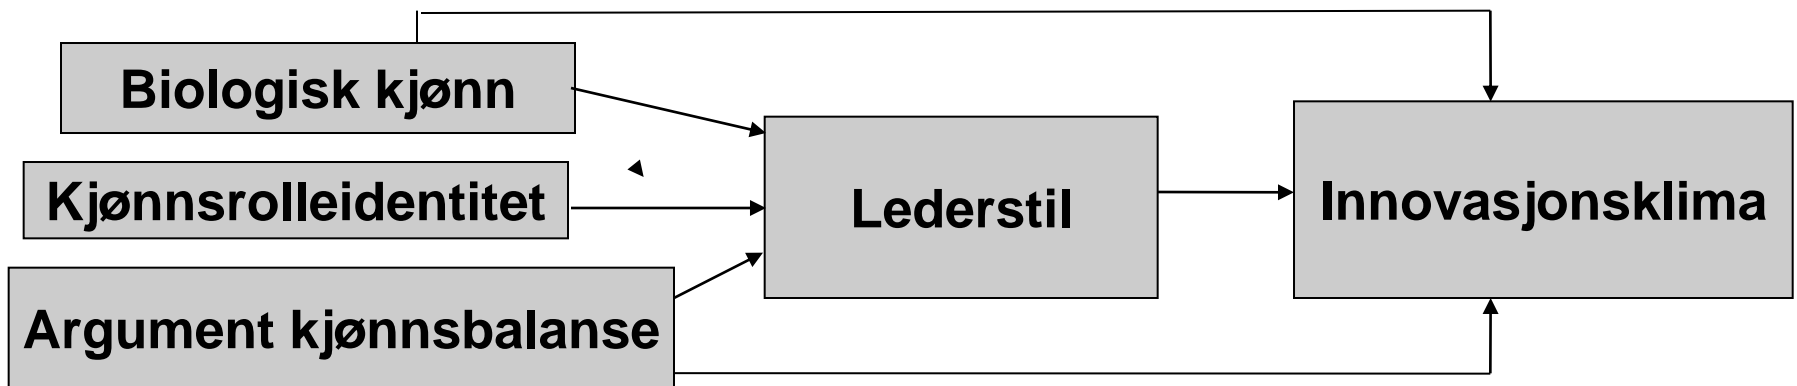 Biologisk kjønn
Kjønnsrolleidentitet
Argument kjønnsbalanse
Lederstil
Innovasjonsklima